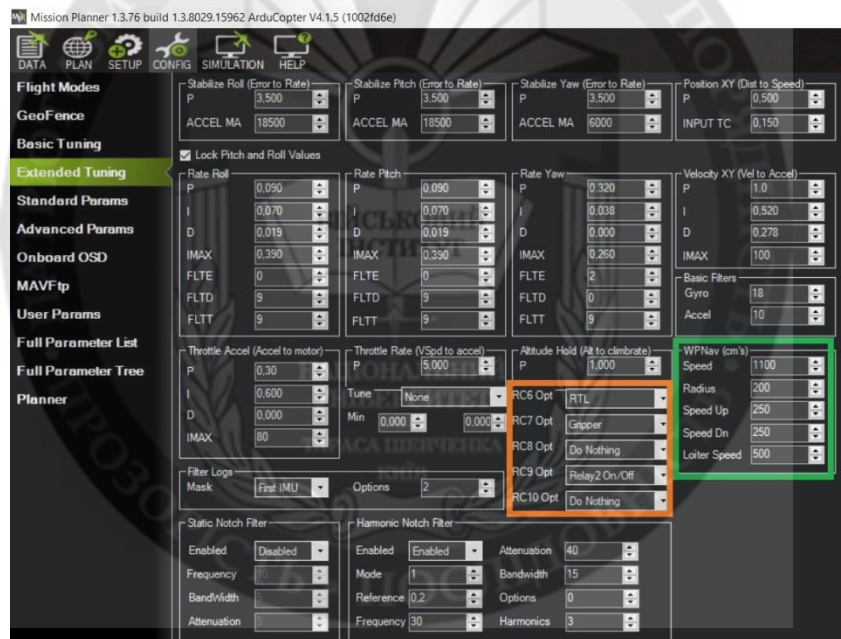 Mission Planner 1.3.76 build 1.3.8029.15962 ArduCopter V4.1.5 (1002fd6e)
DATA PLAN SETUP CONFIG SIMULATION HELP
Flight Modes
GeoFence
Basic Tuning
Extended Tuning
Standard Params
Advanced Params
Onboard OSD
MAVFtp
User Params
Full Parameter List
Full Parameter Tree
Planner
Stabilize Roll (Error to Rate)
P 3,500
ACCEL MA 18500
Stabilize Pitch (Error to Rate)
P 3,500
ACCEL MA 18500
Stabilize Yaw (Error to Rate)
P 3,500
ACCEL MA 6000
Position XY (Dist to Speed)
P 0,500
INPUT TC 0,150
Lock Pitch and Roll Values
Rate Roll
P 0,090
I 0,070
D 0,019
IMAX 0,390
FLTE 0
FLTD 9
FLTT 9
Rate Pitch
P 0,090
I 0,070
D 0,019
IMAX 0,390
FLTE 0
FLTD 9
FLTT 9
Rate Yaw
P 0,320
I 0,038
D 0,000
IMAX 0,260
FLTE 2
FLTD 0
FLTT 9
Velocity XY (Vel to Accel)
P 1.0
I 0,520
D 0,278
IMAX 100
Basic Filters
Gyro 18
Accel 10
Throttle Accel (Accel to motor)
P 0,30
I 0,600
D 0,000
IMAX 80
Throttle Rate (VSpd to accel)
P 5,000
Tune None
Min 0,000 0,000
Altitude Hold (Alt to climbrate)
P 1,000
RC6 Opt RTL
RC7 Opt Gripper
RC8 Opt Do Nothing
RC9 Opt Relay2 On/Off
RC10 Opt Do Nothing
WPNav (cm's)
Speed 1100
Radius 200
Speed Up 250
Speed Dn 250
Loiter Speed 500
Filter Logs
Mask First IMU Options 2
Static Notch Filter
Enabled Disabled
Frequency 10
BandWidth 5
Attenuation 5
Harmonic Notch Filter
Enabled Enabled Attenuation 40
Mode 1 Bandwidth 15
Reference 0,2 Options 0
Frequency 30 Harmonics 3
ТАРАСА ШЕВЧЕНКА